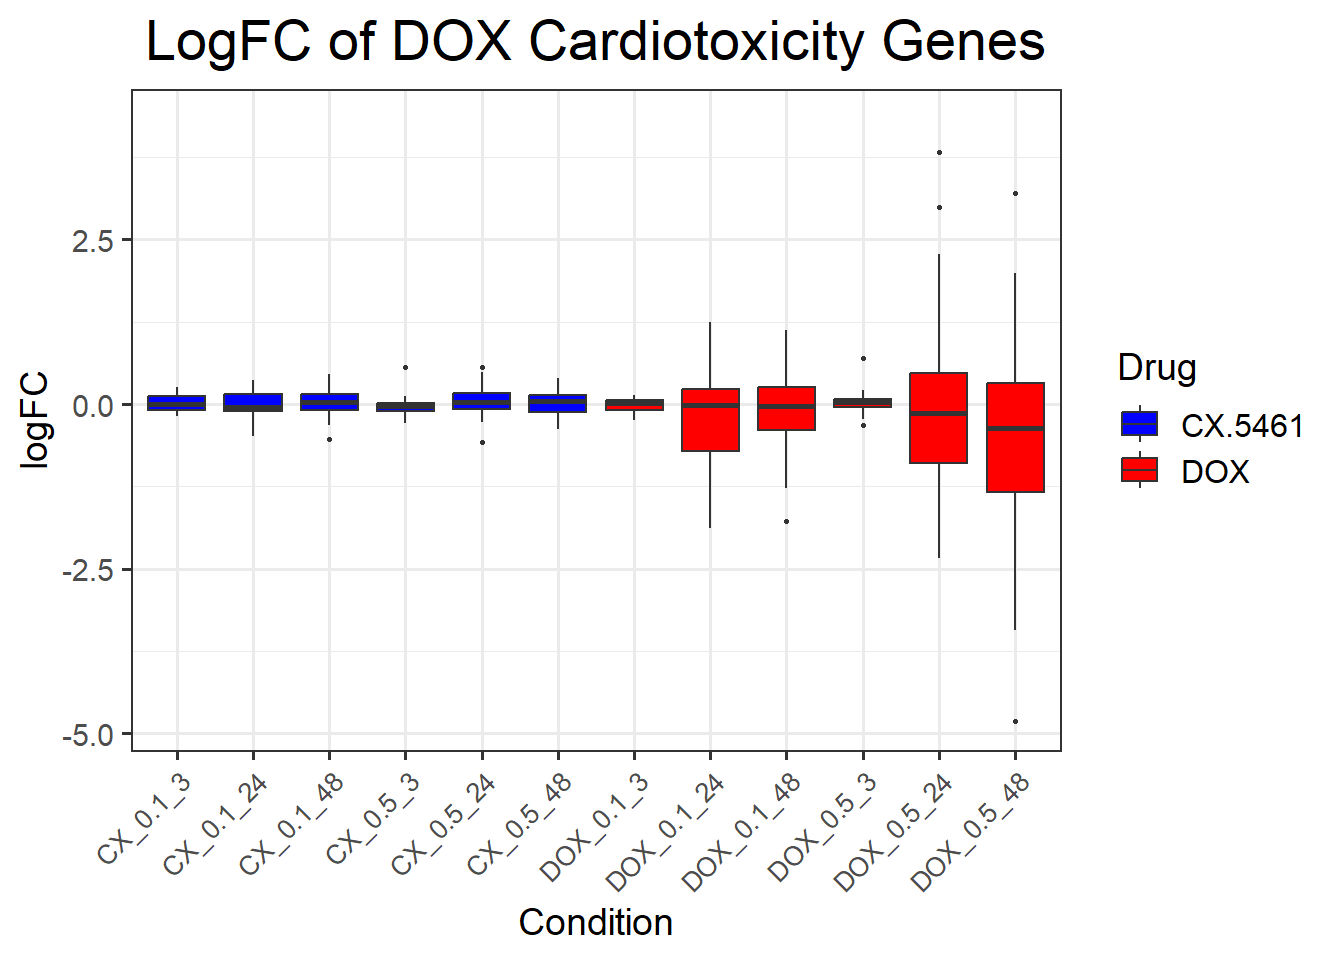 LogFC of DOX Cardiotoxicity Genes
logFC
2.5
0.0
-2.5
-5.0
CX_0.1_3
CX_0.1_24
CX_0.1_48
CX_0.5_3
CX_0.5_24
CX_0.5_48
DOX_0.1_3
DOX_0.1_24
DOX_0.1_48
DOX_0.5_3
DOX_0.5_24
DOX_0.5_48
Condition
Drug
CX.5461
DOX